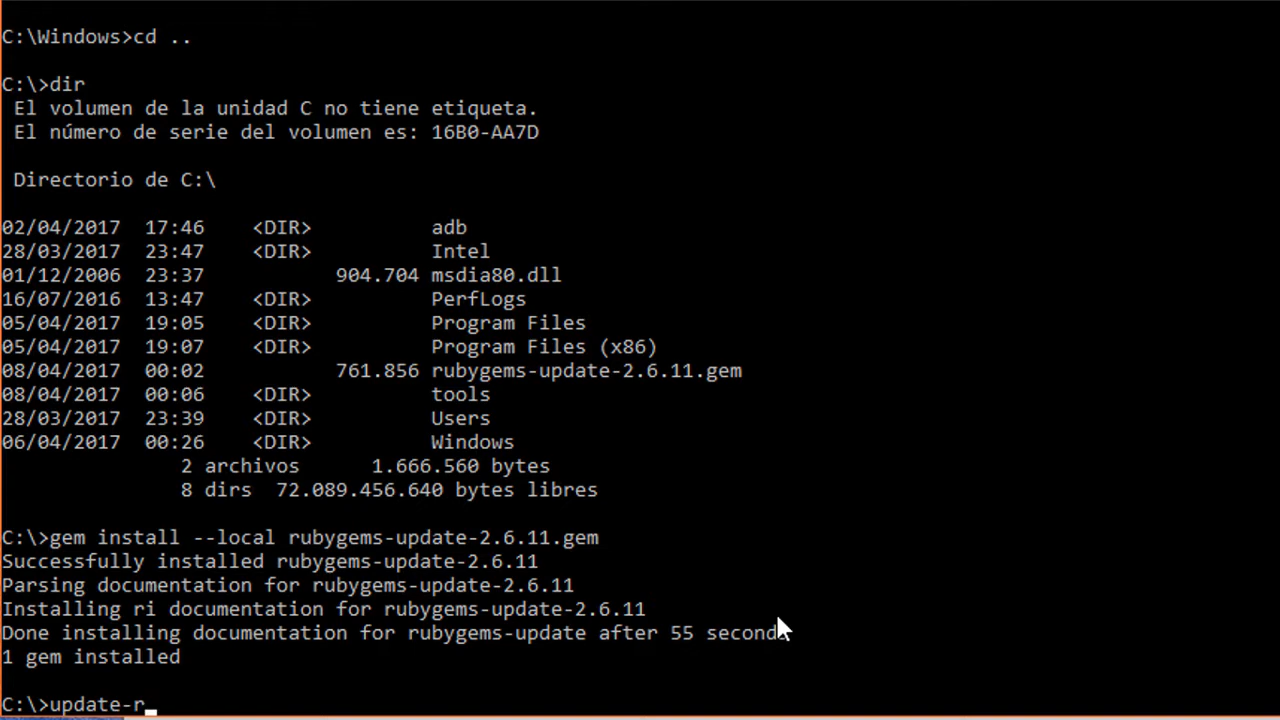 C:\Windows>cd ..
C:\>dir
El volumen de la unidad C no tiene etiqueta.
El número de serie del volumen es: 16B0-AA7D
Directorio de C:\
02/04/2017  17:46    <DIR>          adb
28/03/2017  23:47    <DIR>          Intel
01/12/2006  23:37           904.704 msdia80.dll
16/07/2016  13:47    <DIR>          PerfLogs
05/04/2017  19:05    <DIR>          Program Files
05/04/2017  19:07    <DIR>          Program Files (x86)
08/04/2017  00:02           761.856 rubygems-update-2.6.11.gem
08/04/2017  00:06    <DIR>          tools
28/03/2017  23:39    <DIR>          Users
06/04/2017  00:26    <DIR>          Windows
2 archivos      1.666.560 bytes
8 dirs  72.089.456.640 bytes libres
C:\>gem install --local rubygems-update-2.6.11.gem
Successfully installed rubygems-update-2.6.11
Parsing documentation for rubygems-update-2.6.11
Installing ri documentation for rubygems-update-2.6.11
Done installing documentation for rubygems-update after 55 seconds
1 gem installed
C:\>update-r_